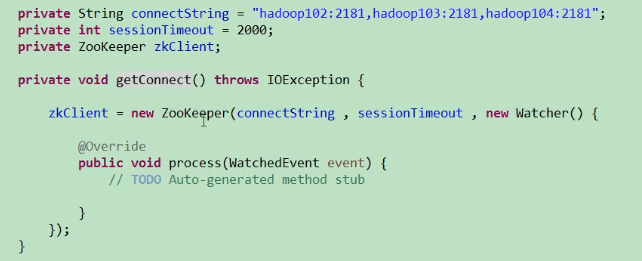 private String connectString = "hadoop102:2181,hadoop103:2181,hadoop104:2181";
private int sessionTimeout = 2000;
private ZooKeeper zkClient;
private void getConnect() throws IOException {
zkClient = new ZooKeeper(connectString , sessionTimeout , new Watcher() {
@Override
public void process(WatchedEvent event) {
// TODO Auto-generated method stub
}
});
}